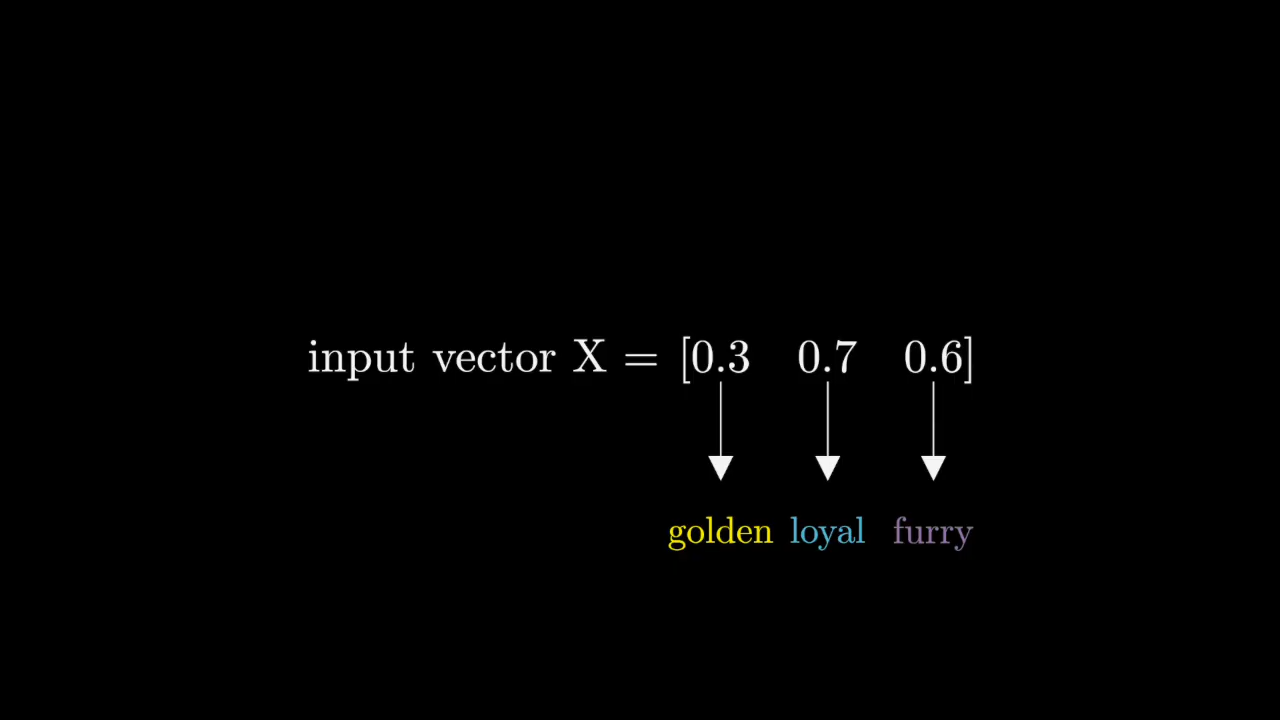 input vector X = [0.3 0.7 0.6]
golden loyal furry